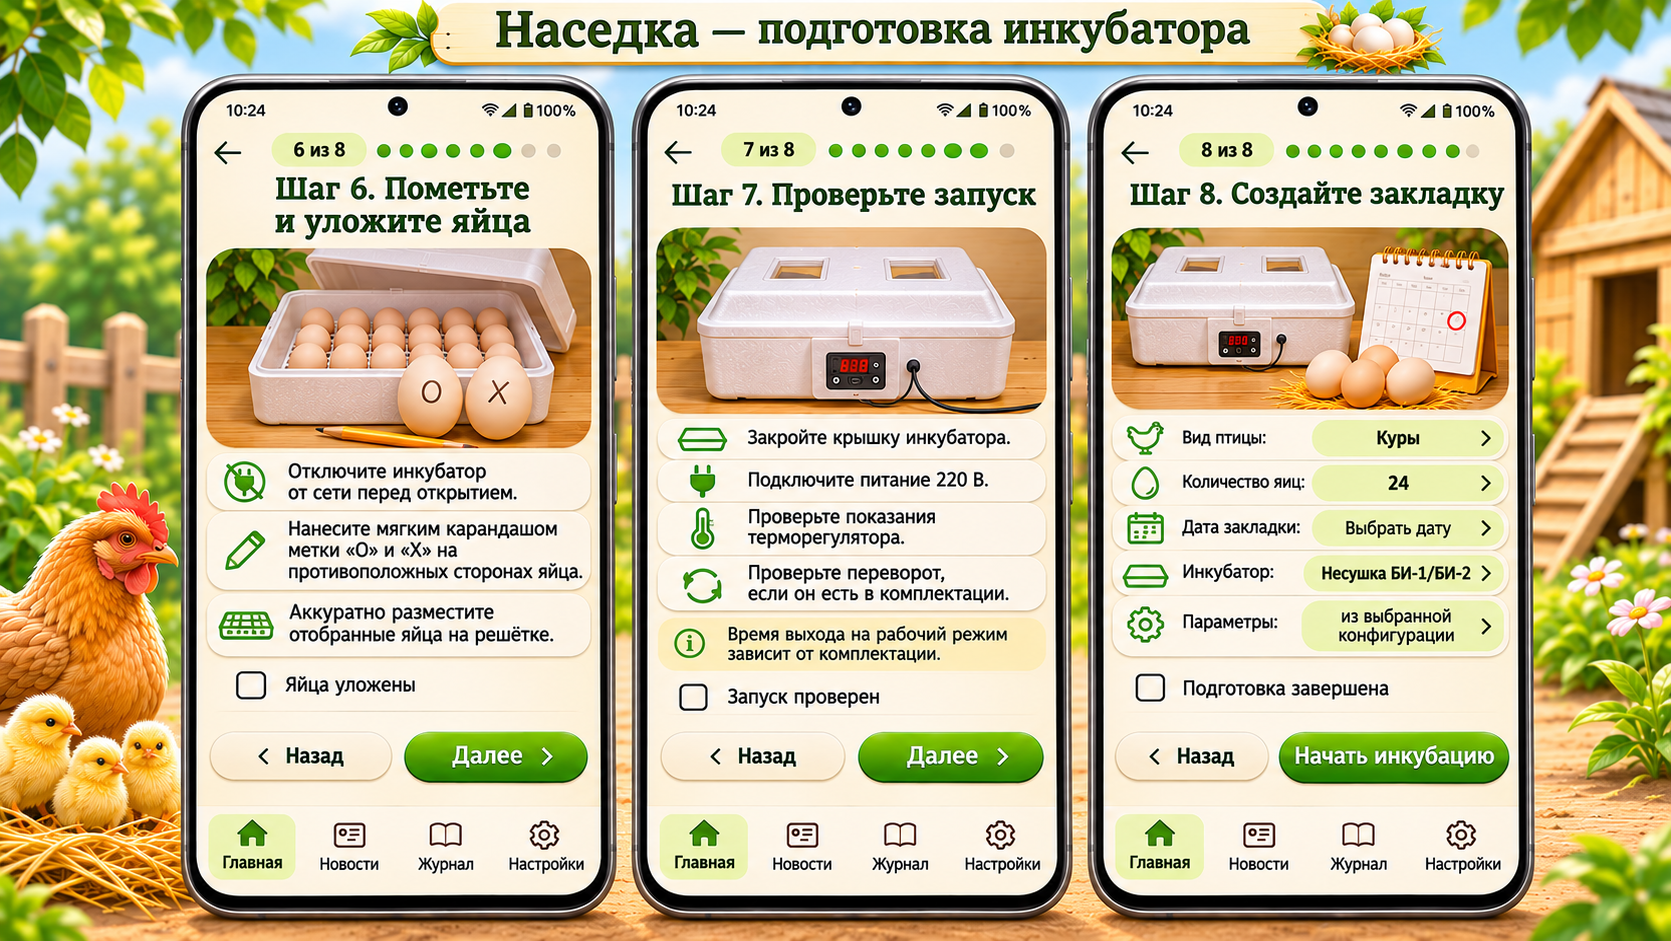 Наседка — подготовка инкубатора
10:24
100%
6 из 8
Шаг 6. Пометьте
и уложите яйца
O
X
Отключите инкубатор
от сети перед открытием.
Нанесите мягким карандашом
метки «О» и «Х» на
противоположных сторонах яйца.
Аккуратно разместите
отобранные яйца на решётке.
Яйца уложены
Назад
Далее
Главная
Новости
Журнал
Настройки
10:24
100%
7 из 8
Шаг 7. Проверьте запуск
Закройте крышку инкубатора.
Подключите питание 220 В.
Проверьте показания
терморегулятора.
Проверьте переворот,
если он есть в комплектации.
Время выхода на рабочий режим
зависит от комплектации.
Запуск проверен
Назад
Далее
Главная
Новости
Журнал
Настройки
10:24
100%
8 из 8
Шаг 8. Создайте закладку
Вид птицы:
Куры
Количество яиц:
24
Дата закладки:
Выбрать дату
Инкубатор:
Несушка БИ-1/БИ-2
Параметры:
из выбранной
конфигурации
Подготовка завершена
Назад
Начать инкубацию
Главная
Новости
Журнал
Настройки